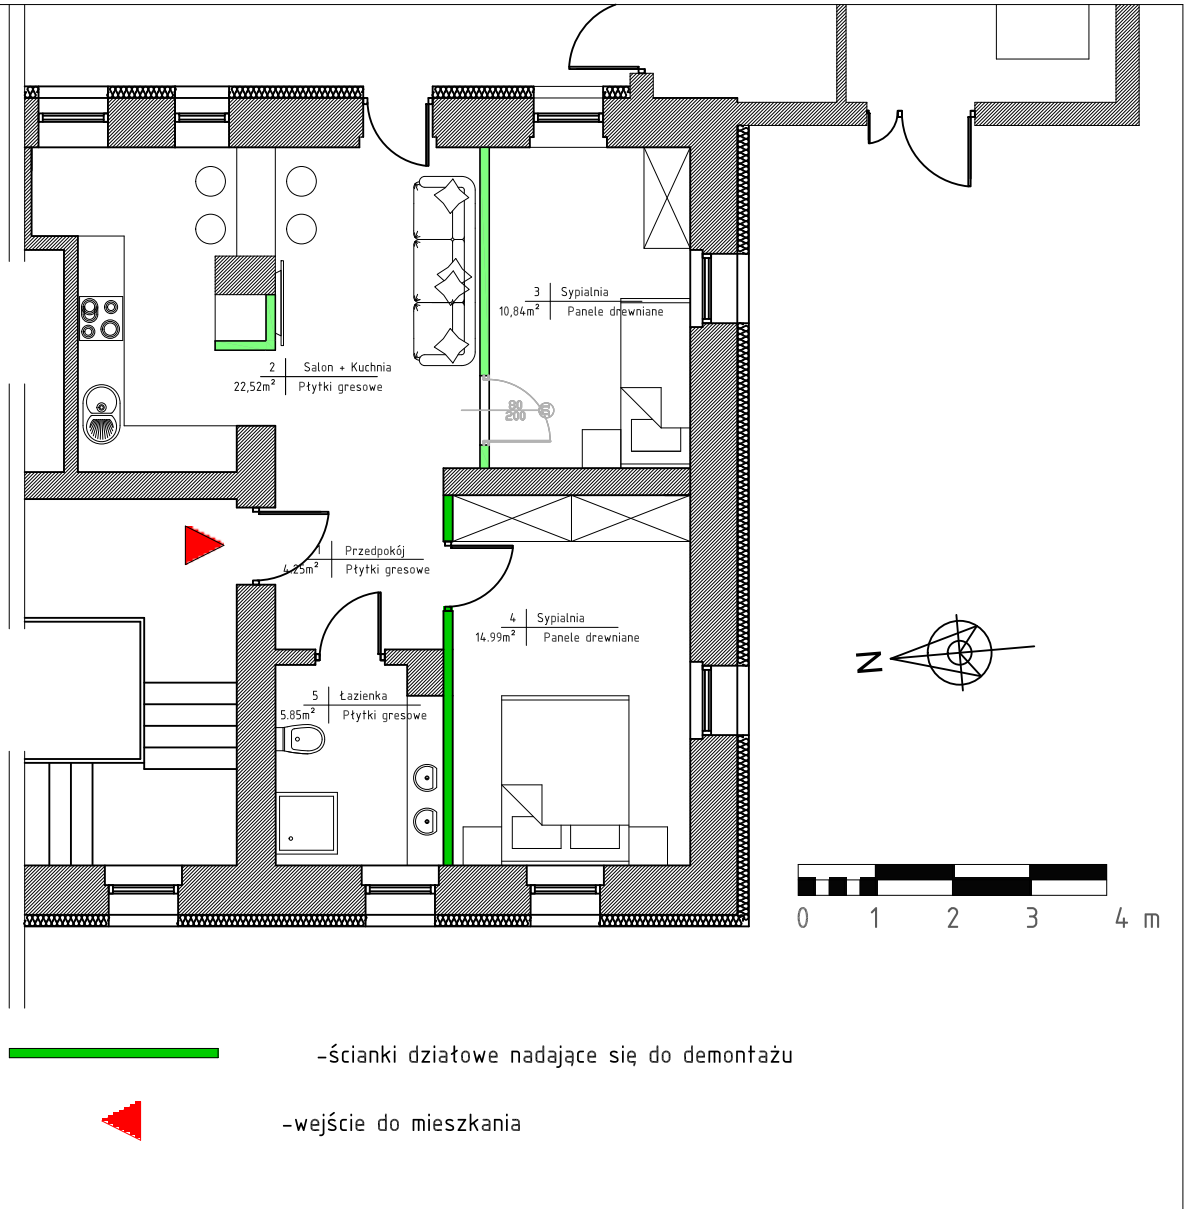 3 Sypialnia
10,84m² Panele drewniane
2 Salon + Kuchnia
22,52m² Płytki gresowe
80
200
1 Przedpokój
4.25m² Płytki gresowe
4 Sypialnia
14.99m² Panele drewniane
N
5 Łazienka
5.85m² Płytki gresowe
0 1 2 3 4 m
-ścianki działowe nadające się do demontażu
-wejście do mieszkania